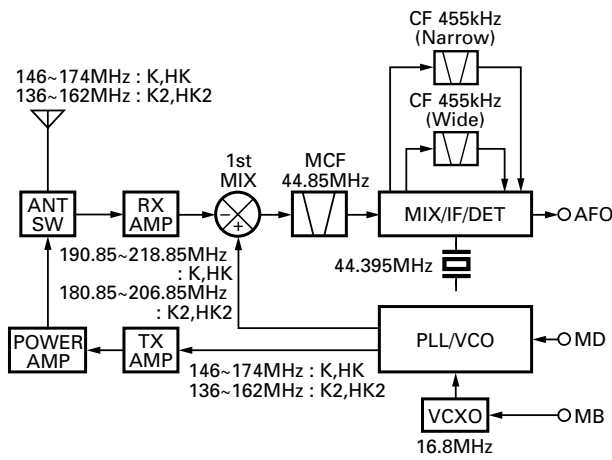 CF 455kHz
(Narrow)
146~174MHz : K,HK
136~162MHz : K2,HK2
CF 455kHz
(Wide)
1st
MIX
MCF
44.85MHz
ANT
SW
RX
AMP
−
+
MIX/IF/DET
AFO
190.85~218.85MHz
: K,HK
180.85~206.85MHz
: K2,HK2
44.395MHz
POWER
AMP
TX
AMP
PLL/VCO
MD
146~174MHz : K,HK
136~162MHz : K2,HK2
VCXO
MB
16.8MHz